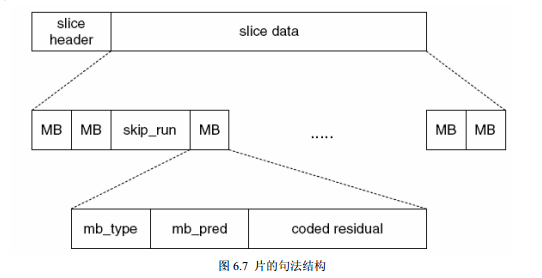 slice header
slice data
MB MB skip_run MB ..... MB MB
mb_type mb_pred coded residual
图 6.7 片的句法结构